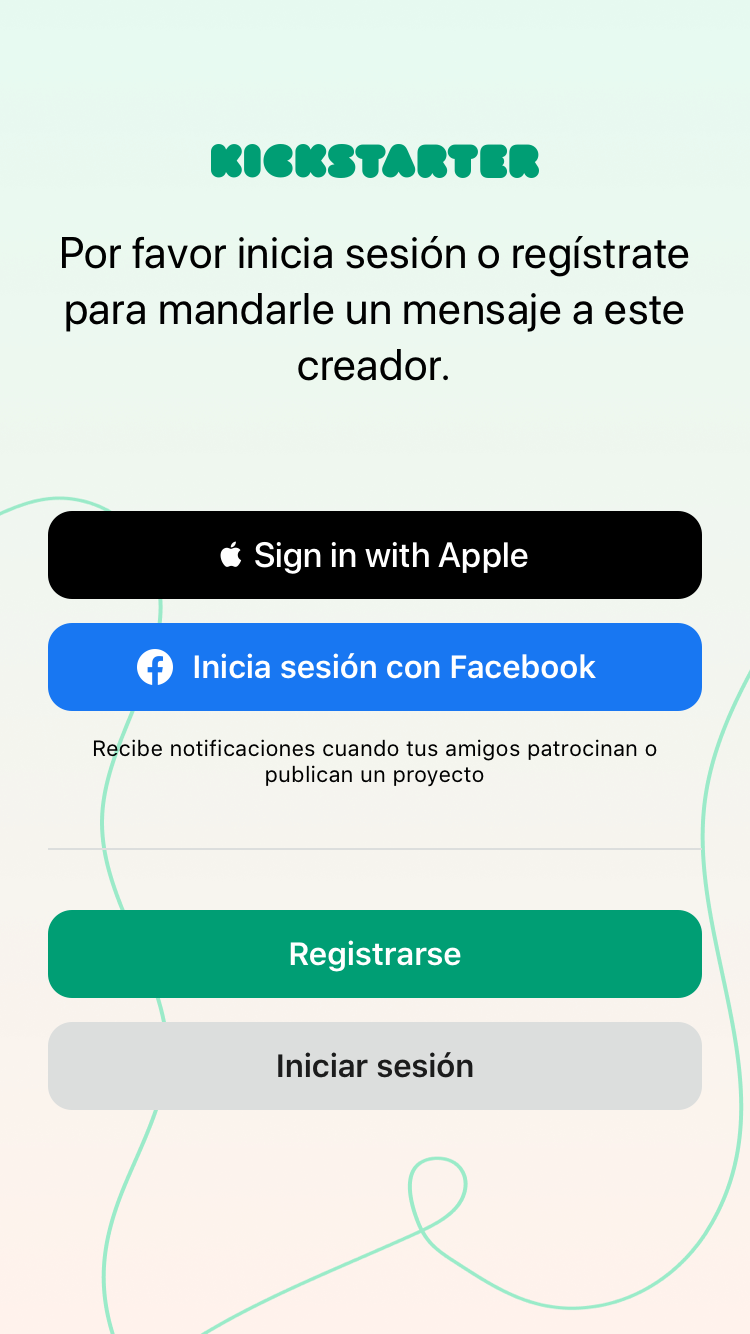 KICKSTARTER
Por favor inicia sesión o regístrate
para mandarle un mensaje a este
creador.
Sign in with Apple
Inicia sesión con Facebook
Recibe notificaciones cuando tus amigos patrocinan o
publican un proyecto
Registrarse
Iniciar sesión